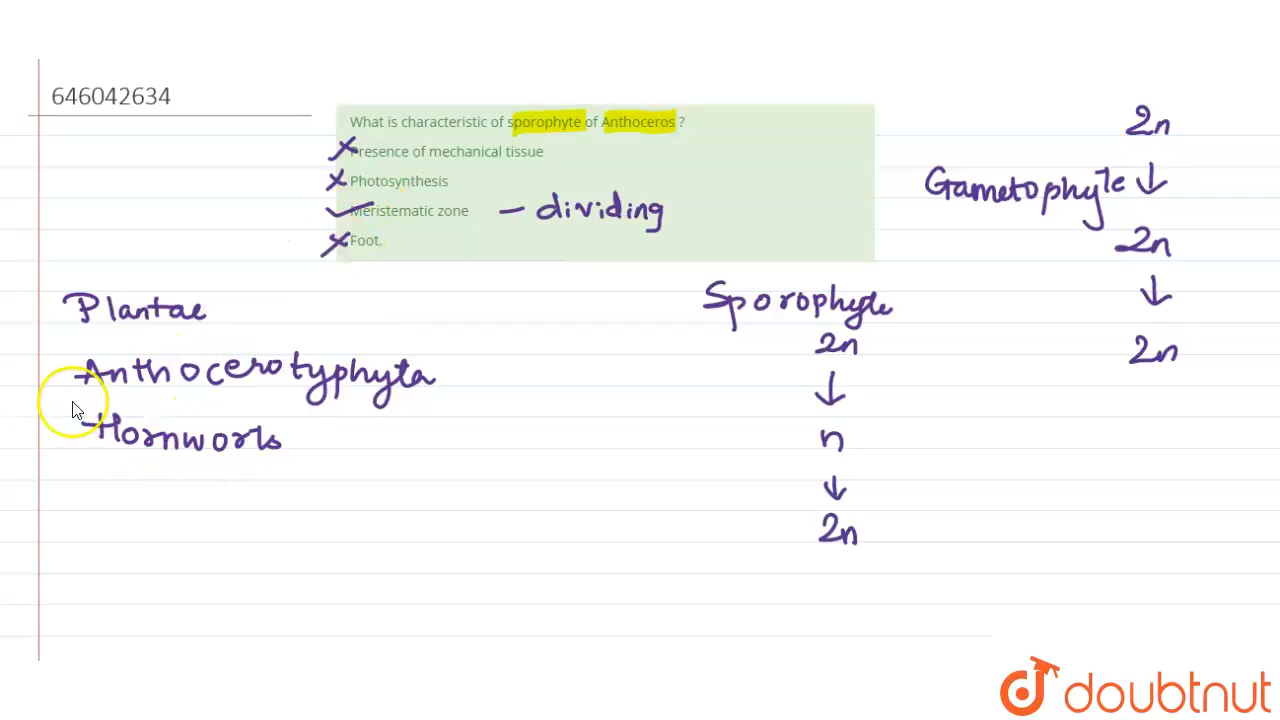 646042634
What is characteristic of sporophyte of Anthoceros ?
Presence of mechanical tissue
Photosynthesis
Meristematic zone - dividing
Foot.
Plantae
Anthocerotyphyta
Hornworts
Sporophyte
2n
↓
n
↓
2n
2n
Gametophyte ↓
2n
↓
2n
doubtnut